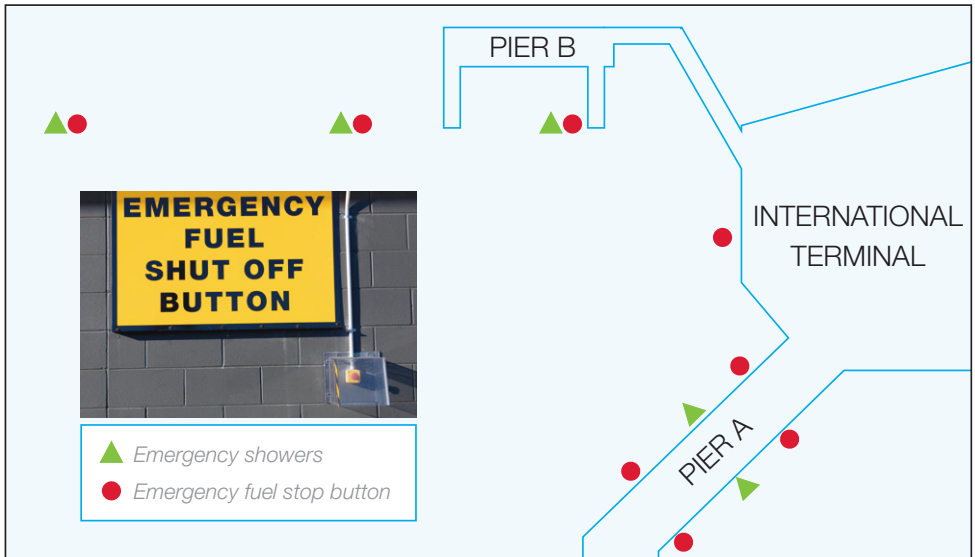 PIER B
INTERNATIONAL
TERMINAL
EMERGENCY
FUEL
SHUT OFF
BUTTON
PIER A
Emergency showers
Emergency fuel stop button